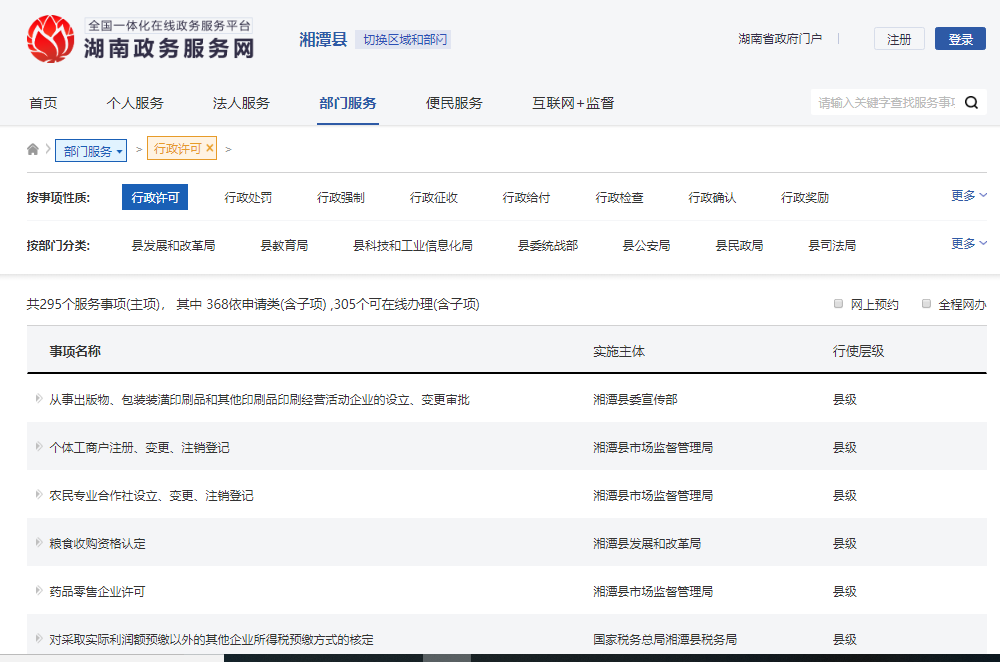 全国一体化在线政务服务平台
湖南政务服务网
湘潭县 切换区域和部门
湖南省政府门户
注册 登录
首页 个人服务 法人服务 部门服务 便民服务 互联网+监督
请输入关键字查找服务事项
部门服务 > 行政许可 × >
按事项性质: 行政许可 行政处罚 行政强制 行政征收 行政给付 行政检查 行政确认 行政奖励 更多
按部门分类: 县发展和改革局 县教育局 县科技和工业信息化局 县委统战部 县公安局 县民政局 县司法局 更多
共295个服务事项(主项)， 其中 368依申请类(含子项) ,305个可在线办理(含子项)
网上预约 全程网办
事项名称 实施主体 行使层级
从事出版物、包装装潢印刷品和其他印刷品印刷经营活动企业的设立、变更审批 湘潭县委宣传部 县级
个体工商户注册、变更、注销登记 湘潭县市场监督管理局 县级
农民专业合作社设立、变更、注销登记 湘潭县市场监督管理局 县级
粮食收购资格认定 湘潭县发展和改革局 县级
药品零售企业许可 湘潭县市场监督管理局 县级
对采取实际利润额预缴以外的其他企业所得税预缴方式的核定 国家税务总局湘潭县税务局 县级